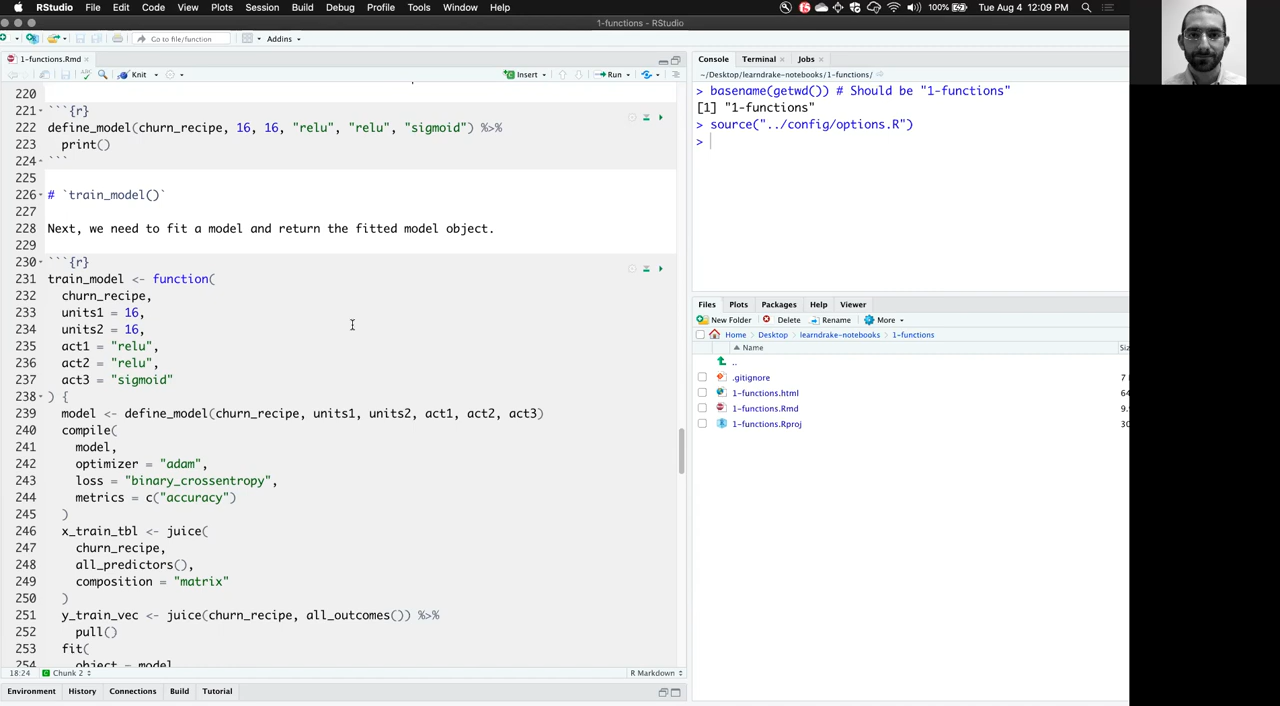 RStudio File Edit Code View Plots Session Build Debug Profile Tools Window Help 100% Tue Aug 4 12:09 PM
1-functions - RStudio
Go to file/function Addins
1-functions.Rmd
Knit Insert Run
220
221 ```{r}
222 define_model(churn_recipe, 16, 16, "relu", "relu", "sigmoid") %>%
223 print()
224 ```
225
226 # `train_model()`
227
228 Next, we need to fit a model and return the fitted model object.
229
230 ```{r}
231 train_model <- function(
232 churn_recipe,
233 units1 = 16,
234 units2 = 16,
235 act1 = "relu",
236 act2 = "relu",
237 act3 = "sigmoid"
238 ) {
239 model <- define_model(churn_recipe, units1, units2, act1, act2, act3)
240 compile(
241 model,
242 optimizer = "adam",
243 loss = "binary_crossentropy",
244 metrics = c("accuracy")
245 )
246 x_train_tbl <- juice(
247 churn_recipe,
248 all_predictors(),
249 composition = "matrix"
250 )
251 y_train_vec <- juice(churn_recipe, all_outcomes()) %>%
252 pull()
253 fit(
254 object = model
18:24 Chunk 2 R Markdown
Environment History Connections Build Tutorial
Console Terminal Jobs
~/Desktop/learndrake-notebooks/1-functions/
> basename(getwd()) # Should be "1-functions"
[1] "1-functions"
> source("../config/options.R")
>
Files Plots Packages Help Viewer
New Folder Delete Rename More
Home Desktop learndrake-notebooks 1-functions
Name
..
.gitignore 7
1-functions.html 64
1-functions.Rmd 9.
1-functions.Rproj 30